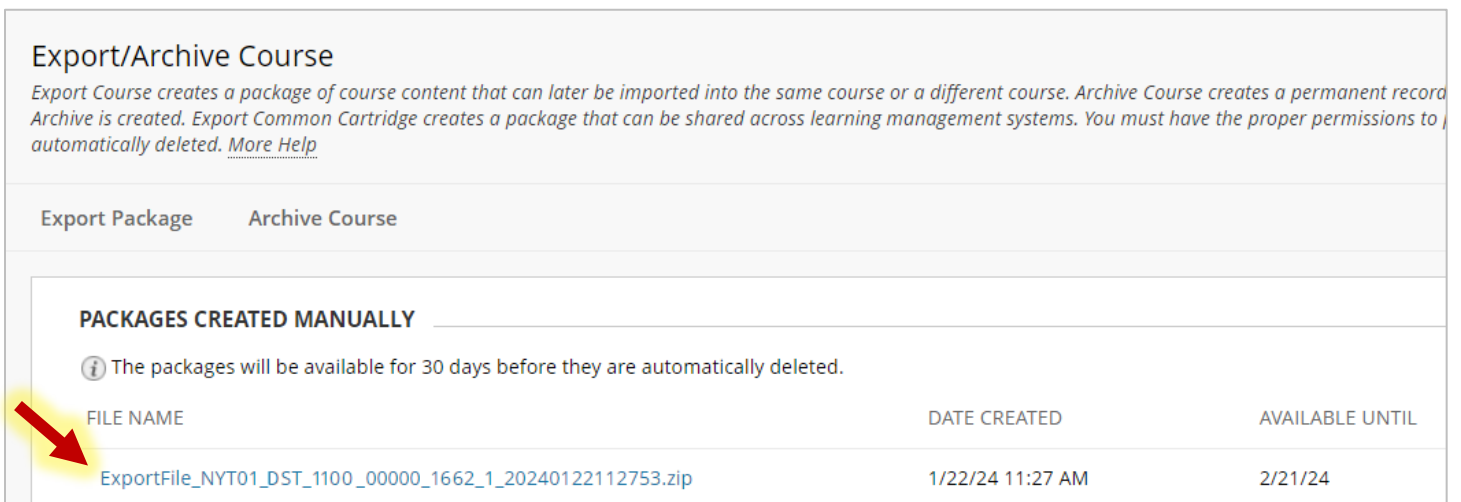 Export/Archive Course
Export Course creates a package of course content that can later be imported into the same course or a different course. Archive Course creates a permanent record
Archive is created. Export Common Cartridge creates a package that can be shared across learning management systems. You must have the proper permissions to
automatically deleted. More Help
Export Package Archive Course
PACKAGES CREATED MANUALLY
The packages will be available for 30 days before they are automatically deleted.
FILE NAME DATE CREATED AVAILABLE UNTIL
ExportFile_NYT01_DST_1100_00000_1662_1_20240122112753.zip 1/22/24 11:27 AM 2/21/24